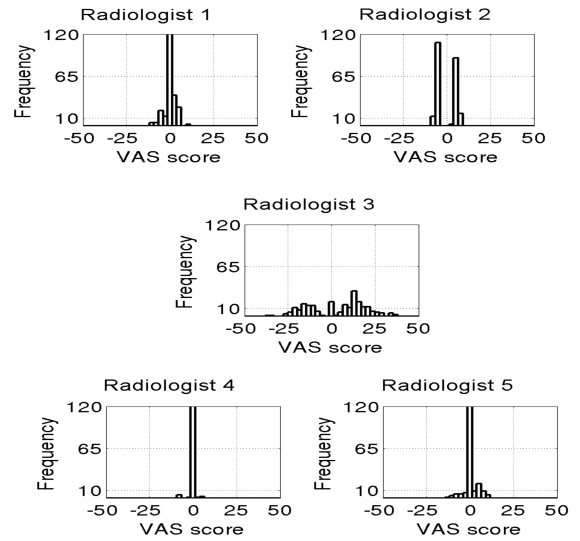 Radiologist 1
120
65
10
Frequency
-50 -25 0 25 50
VAS score
Radiologist 2
120
65
10
Frequency
-50 -25 0 25 50
VAS score
Radiologist 3
120
65
10
Frequency
-50 -25 0 25 50
VAS score
Radiologist 4
120
65
10
Frequency
-50 -25 0 25 50
VAS score
Radiologist 5
120
65
10
Frequency
-50 -25 0 25 50
VAS score